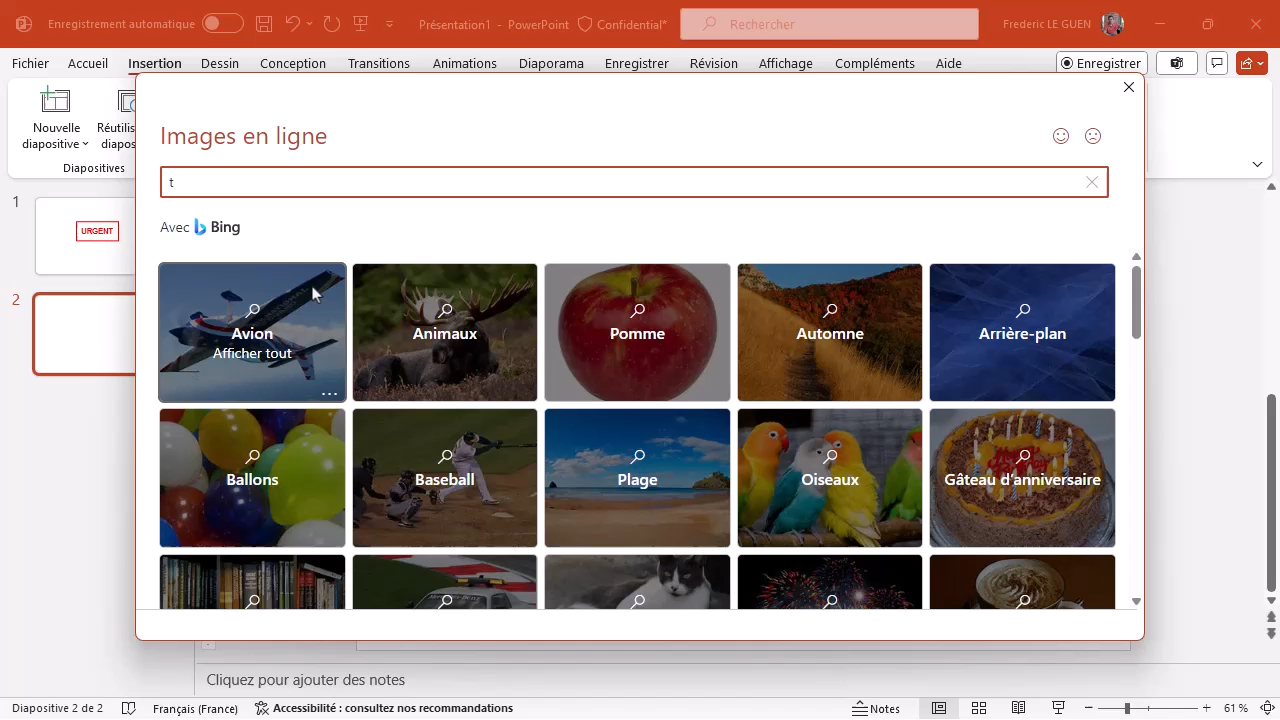 Enregistrement automatique
Présentation1 - PowerPoint
Confidential*
Rechercher
Frederic LE GUEN
Fichier
Accueil
Insertion
Dessin
Conception
Transitions
Animations
Diaporama
Enregistrer
Révision
Affichage
Compléments
Aide
Enregistrer
Nouvelle
diapositive
Réutilis
diapos
Diapositives
Images en ligne
t
Avec Bing
1
URGENT
2
Avion
Afficher tout
Animaux
Pomme
Automne
Arrière-plan
Ballons
Baseball
Plage
Oiseaux
Gâteau d'anniversaire
Cliquez pour ajouter des notes
Diapositive 2 de 2
Français (France)
Accessibilité : consultez nos recommandations
Notes
61 %